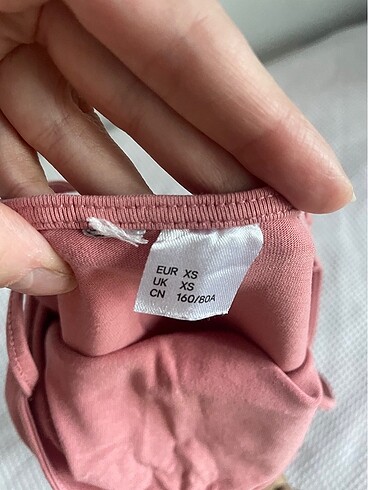 EUR XS
UK XS
CN 160/80A